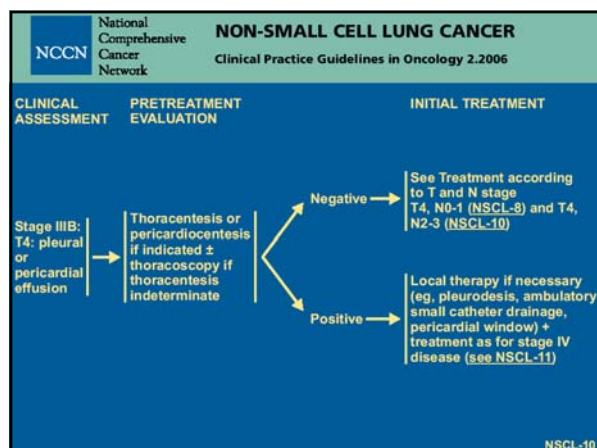 NCCN
National
Comprehensive
Cancer
Network
NON-SMALL CELL LUNG CANCER
Clinical Practice Guidelines in Oncology 2.2006
CLINICAL
ASSESSMENT
PRETREATMENT
EVALUATION
INITIAL TREATMENT
Stage IIIB:
T4: pleural
or
pericardial
effusion
Thoracentesis or
pericardiocentesis
if indicated ±
thoracoscopy if
thoracentesis
indeterminate
Negative
See Treatment according
to T and N stage
T4, N0-1 (NSCL-8) and T4,
N2-3 (NSCL-10)
Positive
Local therapy if necessary
(eg, pleurodesis, ambulatory
small catheter drainage,
pericardial window) +
treatment as for stage IV
disease (see NSCL-11)
NSCL-10